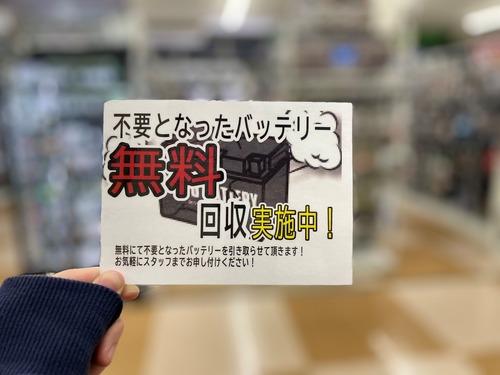 不要となったバッテリー
無料
回収実施中！
無料にて不要となったバッテリーを引き取らせて頂きます！
お気軽にスタッフまでお申し付けください！